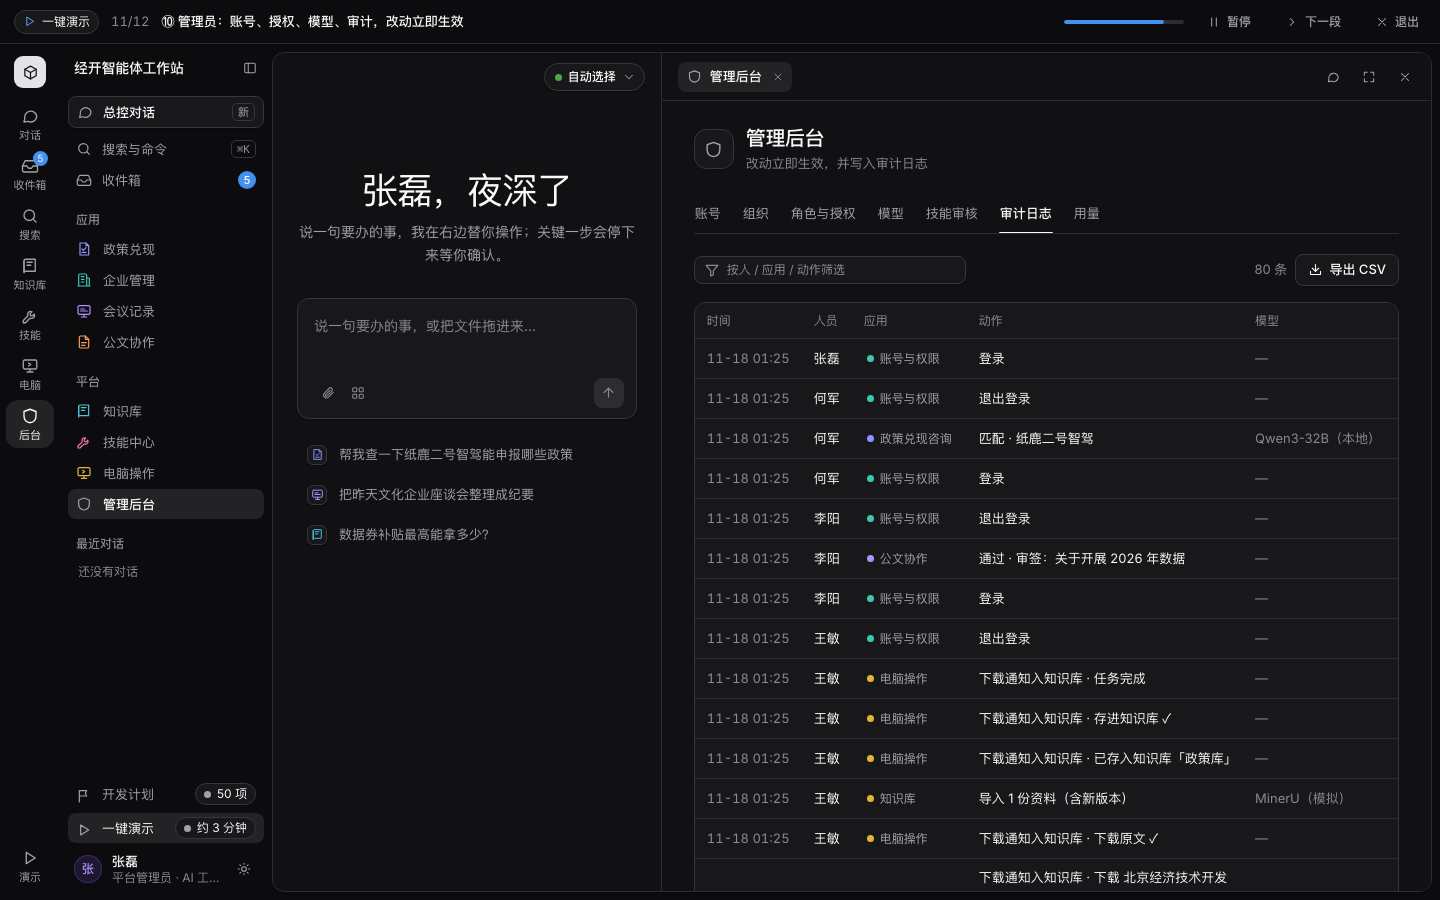 一键演示
11/12
⑩ 管理员：账号、授权、模型、审计，改动立即生效
暂停
下一段
退出
对话
5
收件箱
搜索
知识库
技能
电脑
后台
演示
经开智能体工作站
总控对话
新
搜索与命令
⌘K
收件箱
5
应用
政策兑现
企业管理
会议记录
公文协作
平台
知识库
技能中心
电脑操作
管理后台
最近对话
还没有对话
开发计划
50 项
一键演示
约 3 分钟
张
张磊
平台管理员 · AI 工...
自动选择
张磊，夜深了
说一句要办的事，我在右边替你操作；关键一步会停下
来等你确认。
说一句要办的事，或把文件拖进来...
帮我查一下纸鹿二号智驾能申报哪些政策
把昨天文化企业座谈会整理成纪要
数据券补贴最高能拿多少？
管理后台
管理后台
改动立即生效，并写入审计日志
账号 组织 角色与授权 模型 技能审核 审计日志 用量
按人 / 应用 / 动作筛选
80 条
导出 CSV
时间 人员 应用 动作 模型
11-18 01:25 张磊 账号与权限 登录 —
11-18 01:25 何军 账号与权限 退出登录 —
11-18 01:25 何军 政策兑现咨询 匹配 · 纸鹿二号智驾 Qwen3-32B（本地）
11-18 01:25 何军 账号与权限 登录 —
11-18 01:25 李阳 账号与权限 退出登录 —
11-18 01:25 李阳 公文协作 通过 · 审签：关于开展 2026 年数据 —
11-18 01:25 李阳 账号与权限 登录 —
11-18 01:25 王敏 账号与权限 退出登录 —
11-18 01:25 王敏 电脑操作 下载通知入知识库 · 任务完成 —
11-18 01:25 王敏 电脑操作 下载通知入知识库 · 存进知识库 ✓ —
11-18 01:25 王敏 电脑操作 下载通知入知识库 · 已存入知识库「政策库」 —
11-18 01:25 王敏 知识库 导入 1 份资料（含新版本） MinerU（模拟）
11-18 01:25 王敏 电脑操作 下载通知入知识库 · 下载原文 ✓ —
下载通知入知识库 · 下载 北京经济技术开发